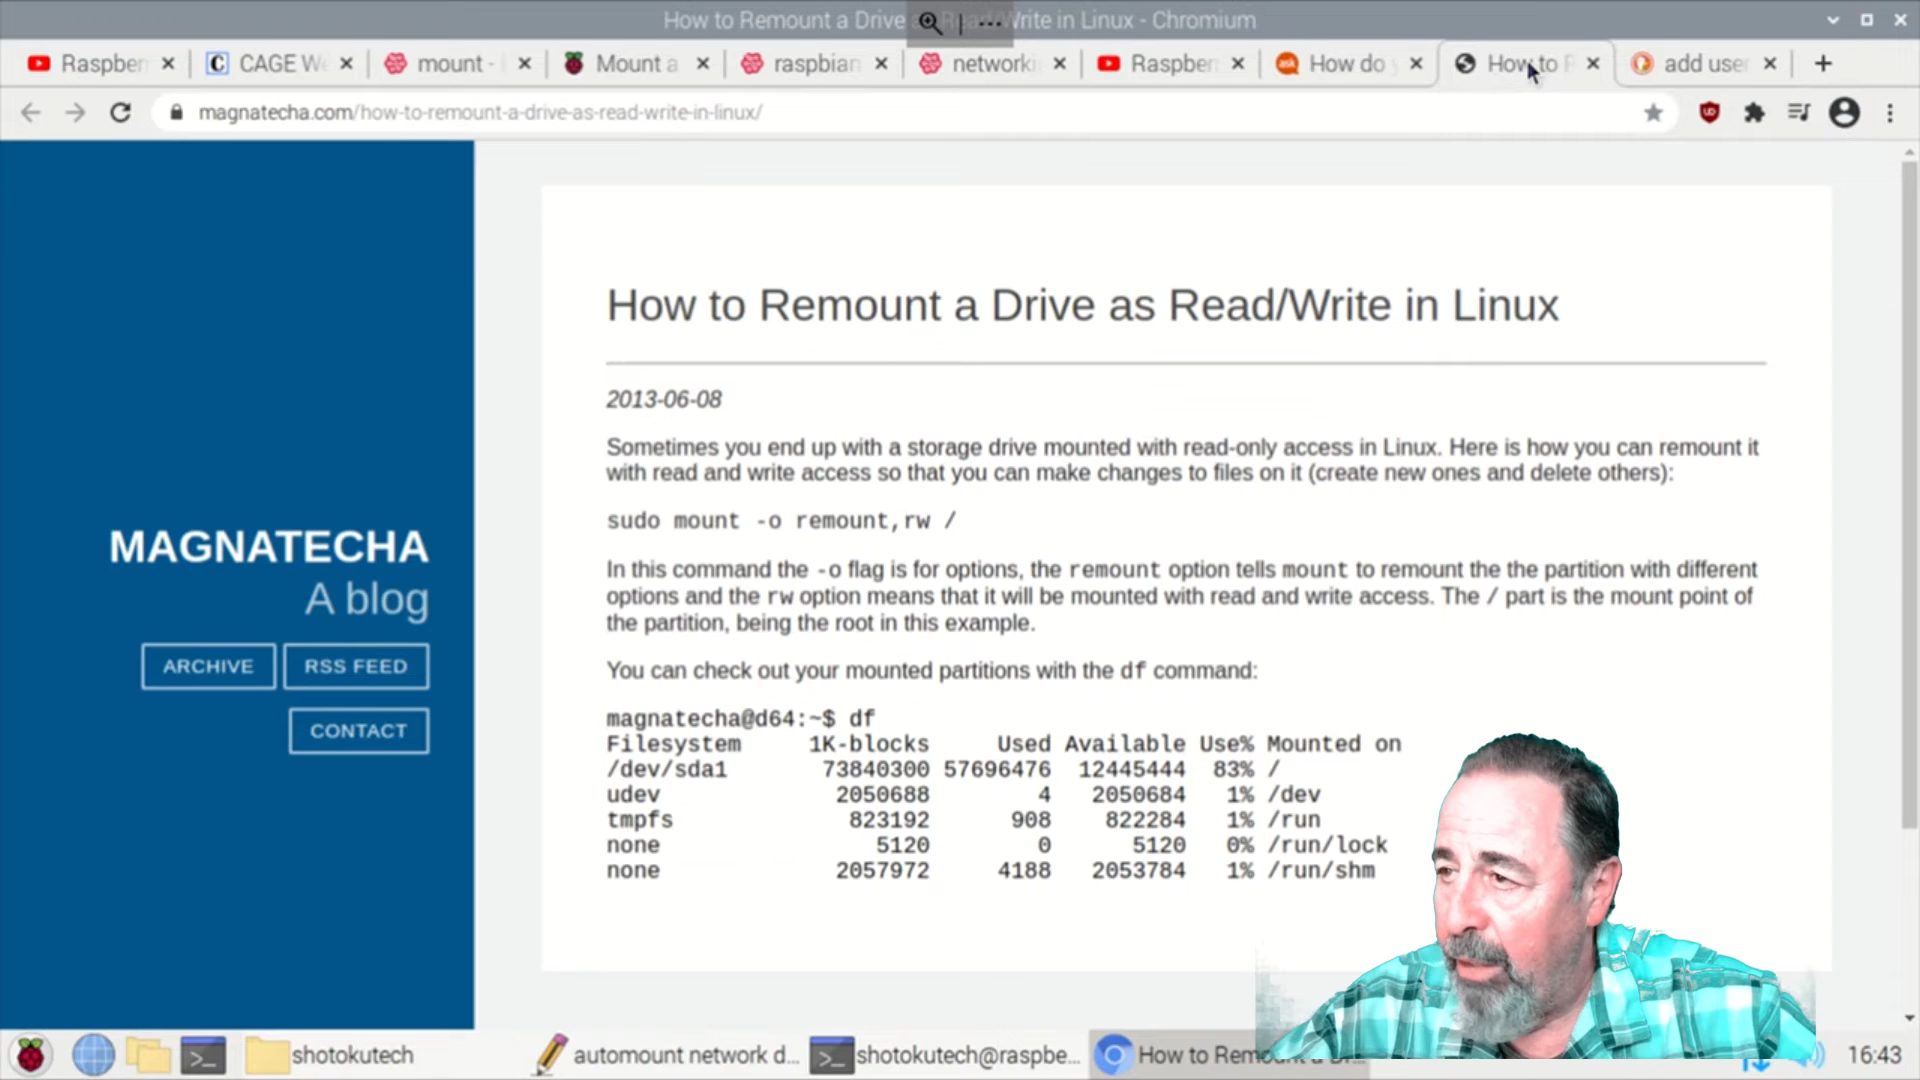 How to Remount a Drive as Read/Write in Linux - Chromium
Raspber
CAGE We
mount -
Mount a
raspbian
networki
Raspber
How do
How to R
add user
magnatecha.com/how-to-remount-a-drive-as-read-write-in-linux/
MAGNATECHA
A blog
ARCHIVE
RSS FEED
CONTACT
How to Remount a Drive as Read/Write in Linux
2013-06-08
Sometimes you end up with a storage drive mounted with read-only access in Linux. Here is how you can remount it
with read and write access so that you can make changes to files on it (create new ones and delete others):
sudo mount -o remount,rw /
In this command the -o flag is for options, the remount option tells mount to remount the the partition with different
options and the rw option means that it will be mounted with read and write access. The / part is the mount point of
the partition, being the root in this example.
You can check out your mounted partitions with the df command:
magnatecha@d64:~$ df
Filesystem 1K-blocks Used Available Use% Mounted on
/dev/sda1 73840300 57696476 12445444 83% /
udev 2050688 4 2050684 1% /dev
tmpfs 823192 908 822284 1% /run
none 5120 0 5120 0% /run/lock
none 2057972 4188 2053784 1% /run/shm
shotokutech
automount network d...
shotokutech@raspbe...
How to Remount a Dr...
16:43